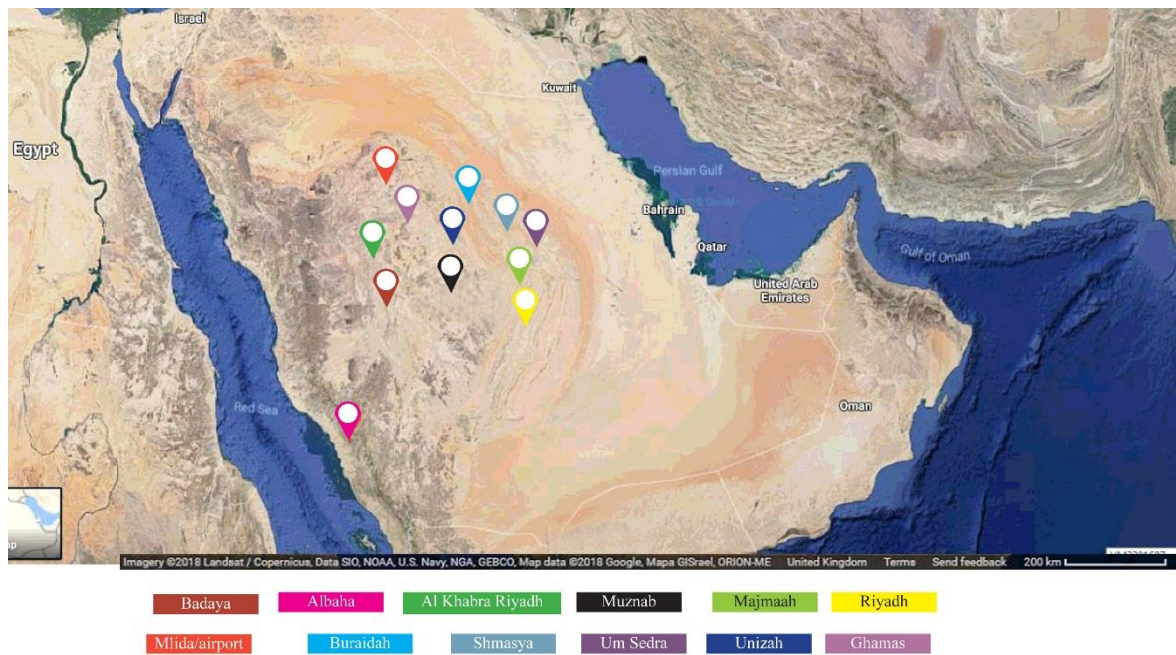 Israel
Kuwait
Egypt
Persian Gulf
Bahrain
Qatar
Gulf of Oman
United Arab
Emirates
Red Sea
Oman
Imagery ©2018 Landsat / Copernicus, Data SIO, NOAA, U.S. Navy, NGA, GEBCO, Map data ©2018 Google, Mapa GISrael, ORION-ME United Kingdom Terms Send feedback 200 km
Badaya Albaha Al Khabra Riyadh Muznab Majmaah Riyadh
Mlida/airport Buraidah Shmasya Um Sedra Unizah Ghamas